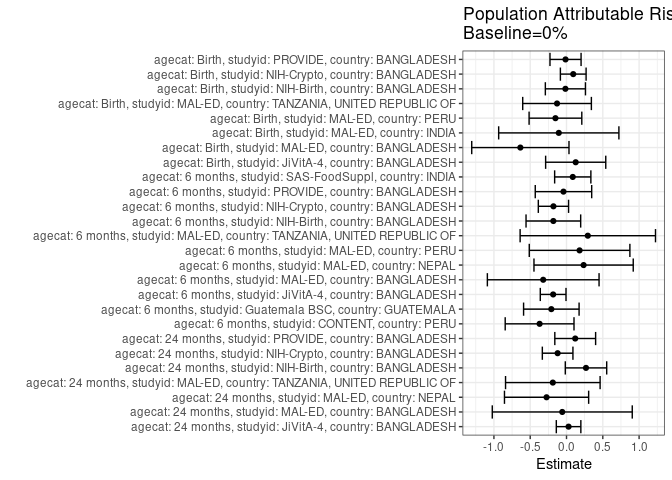 Population Attributable Ris
Baseline=0%
agecat: Birth, studyid: PROVIDE, country: BANGLADESH
agecat: Birth, studyid: NIH-Crypto, country: BANGLADESH
agecat: Birth, studyid: NIH-Birth, country: BANGLADESH
agecat: Birth, studyid: MAL-ED, country: TANZANIA, UNITED REPUBLIC OF
agecat: Birth, studyid: MAL-ED, country: PERU
agecat: Birth, studyid: MAL-ED, country: INDIA
agecat: Birth, studyid: MAL-ED, country: BANGLADESH
agecat: Birth, studyid: JiVitA-4, country: BANGLADESH
agecat: 6 months, studyid: SAS-FoodSuppl, country: INDIA
agecat: 6 months, studyid: PROVIDE, country: BANGLADESH
agecat: 6 months, studyid: NIH-Crypto, country: BANGLADESH
agecat: 6 months, studyid: NIH-Birth, country: BANGLADESH
agecat: 6 months, studyid: MAL-ED, country: TANZANIA, UNITED REPUBLIC OF
agecat: 6 months, studyid: MAL-ED, country: PERU
agecat: 6 months, studyid: MAL-ED, country: NEPAL
agecat: 6 months, studyid: MAL-ED, country: BANGLADESH
agecat: 6 months, studyid: JiVitA-4, country: BANGLADESH
agecat: 6 months, studyid: Guatemala BSC, country: GUATEMALA
agecat: 6 months, studyid: CONTENT, country: PERU
agecat: 24 months, studyid: PROVIDE, country: BANGLADESH
agecat: 24 months, studyid: NIH-Crypto, country: BANGLADESH
agecat: 24 months, studyid: NIH-Birth, country: BANGLADESH
agecat: 24 months, studyid: MAL-ED, country: TANZANIA, UNITED REPUBLIC OF
agecat: 24 months, studyid: MAL-ED, country: NEPAL
agecat: 24 months, studyid: MAL-ED, country: BANGLADESH
agecat: 24 months, studyid: JiVitA-4, country: BANGLADESH
-1.0 -0.5 0.0 0.5 1.0
Estimate